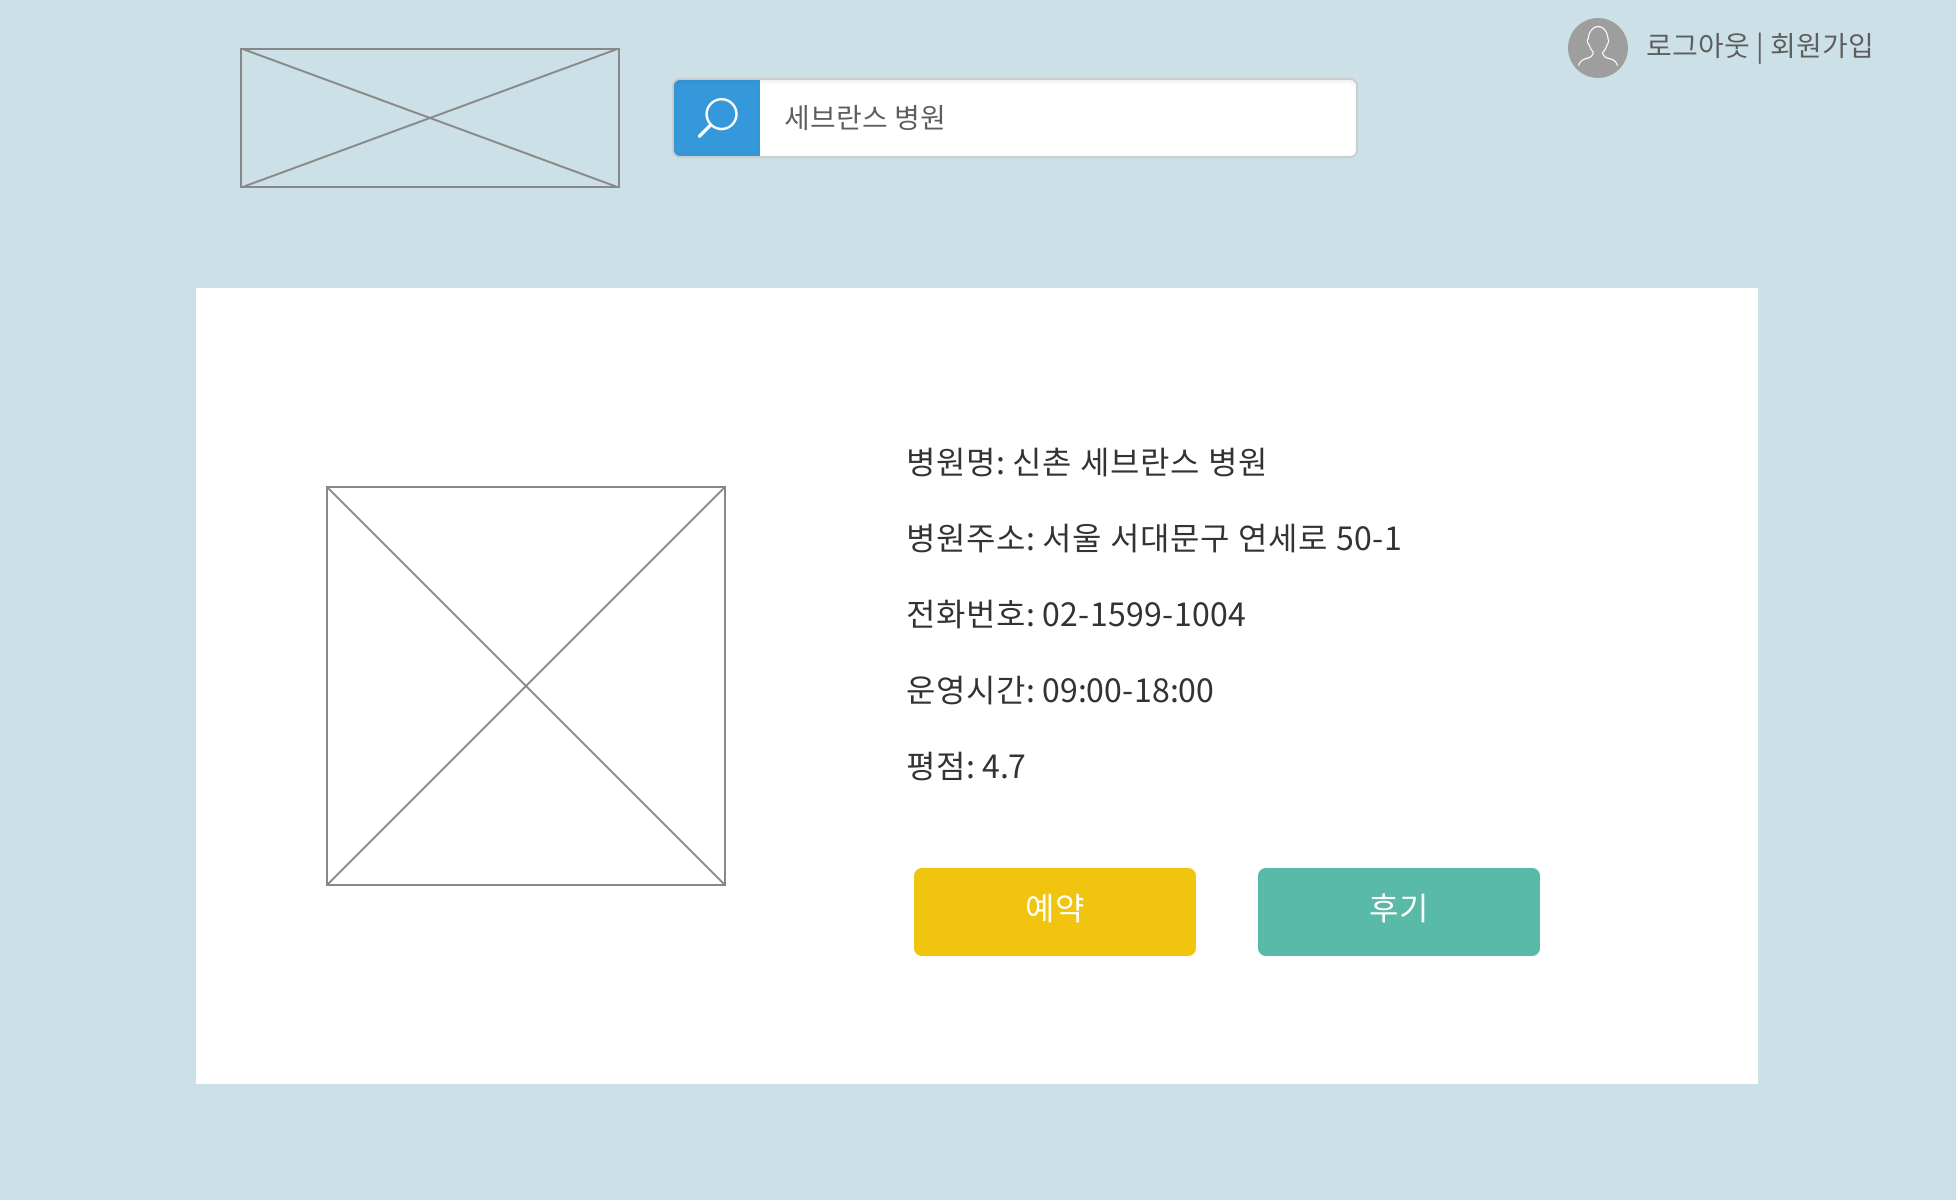 로그아웃 | 회원가입
세브란스 병원
병원명: 신촌 세브란스 병원
병원주소: 서울 서대문구 연세로 50-1
전화번호: 02-1599-1004
운영시간: 09:00-18:00
평점: 4.7
예약
후기